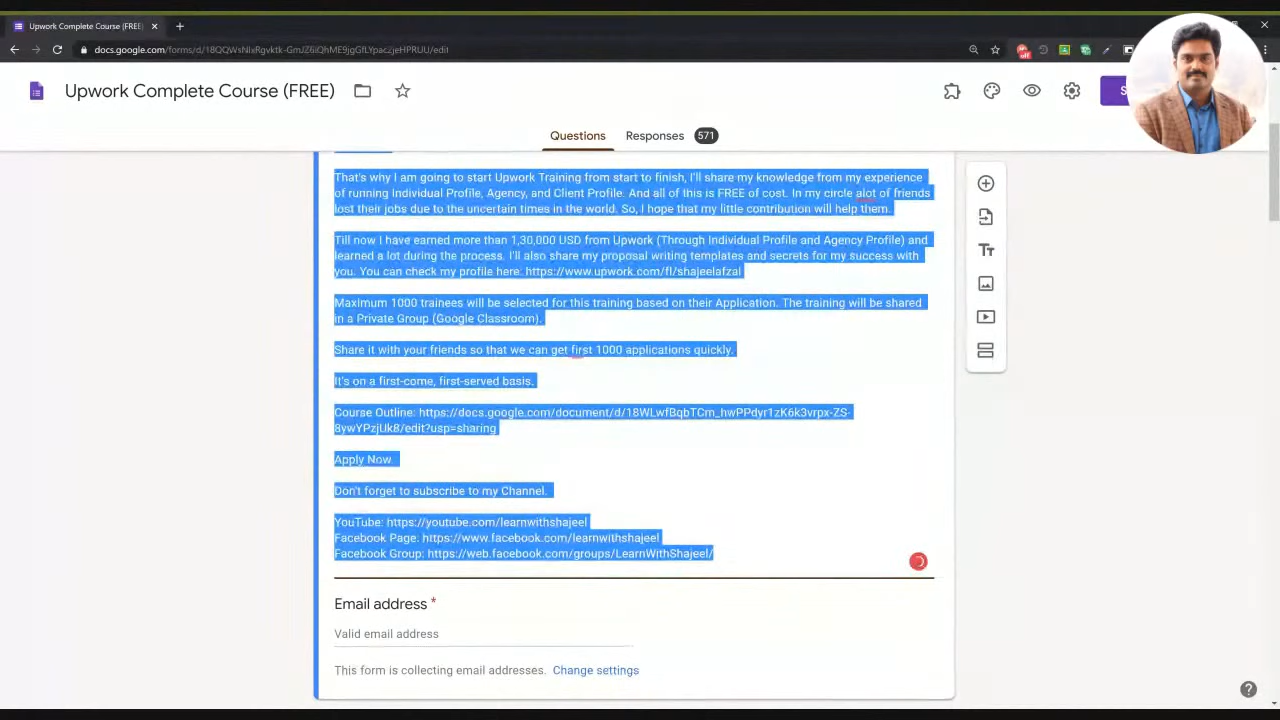 Upwork Complete Course (FREE)
docs.google.com/forms/d/18QQWsNlxRgvktk-GmJZ6iQhME9jgGfLYpac2jeHPRUU/edit
Upwork Complete Course (FREE)
Questions
Responses
571
That's why I am going to start Upwork Training from start to finish, I'll share my knowledge from my experience
of running Individual Profile, Agency, and Client Profile. And all of this is FREE of cost. In my circle alot of friends
lost their jobs due to the uncertain times in the world. So, I hope that my little contribution will help them.
Till now I have earned more than 1,30,000 USD from Upwork (Through Individual Profile and Agency Profile) and
learned a lot during the process. I'll also share my proposal writing templates and secrets for my success with
you. You can check my profile here: https://www.upwork.com/fl/shajeelafzal
Maximum 1000 trainees will be selected for this training based on their Application. The training will be shared
in a Private Group (Google Classroom).
Share it with your friends so that we can get first 1000 applications quickly.
It's on a first-come, first-served basis.
Course Outline: https://docs.google.com/document/d/18WLwfBqbTCm_hwPPdyr1zK6k3vrpx-ZS-
8ywYPzjUk8/edit?usp=sharing
Apply Now.
Don't forget to subscribe to my Channel.
YouTube: https://youtube.com/learnwithshajeel
Facebook Page: https://www.facebook.com/learnwithshajeel
Facebook Group: https://web.facebook.com/groups/LearnWithShajeel/
Email address *
Valid email address
This form is collecting email addresses. Change settings